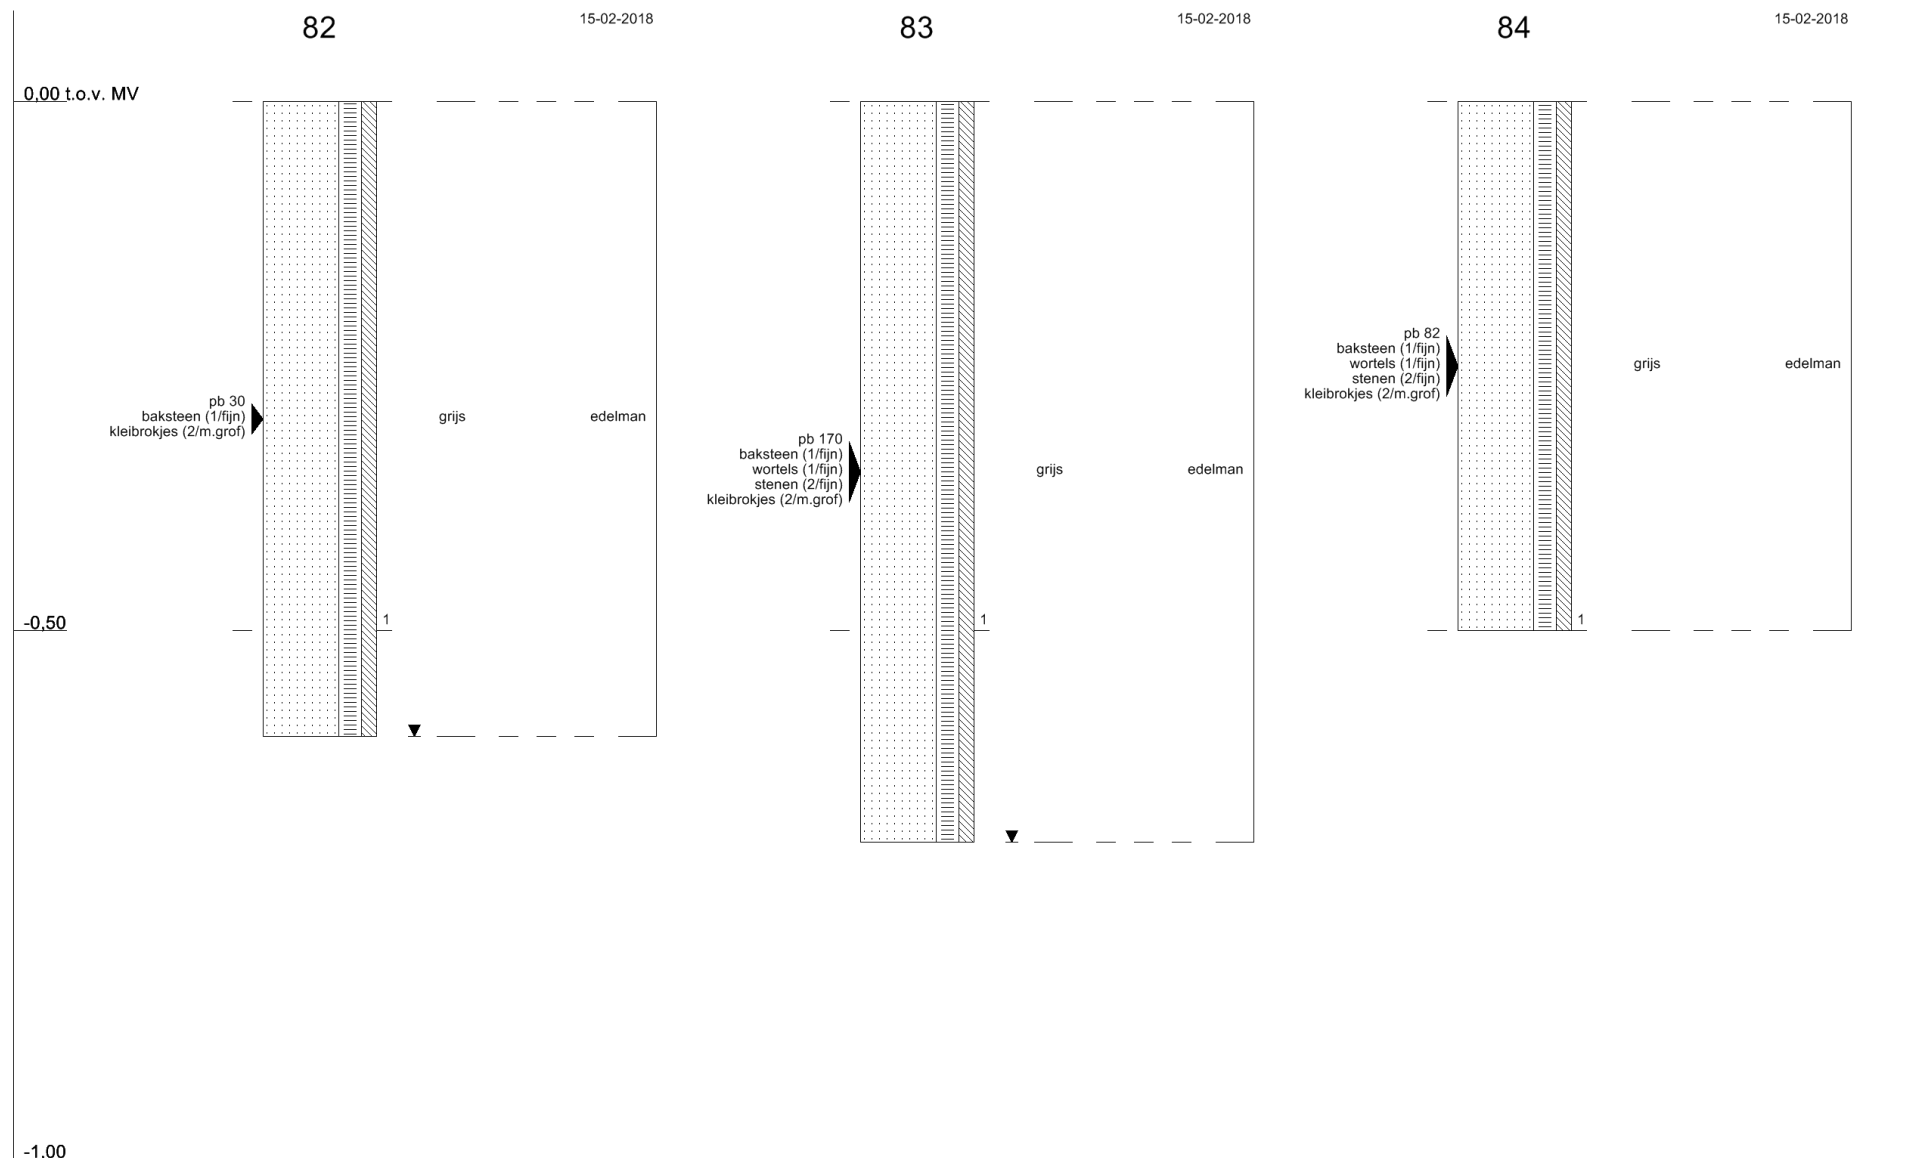 82
15-02-2018
83
15-02-2018
84
15-02-2018
0,00 t.o.v. MV
pb 30
baksteen (1/fijn)
kleibrokjes (2/m.grof)
grijs
edelman
1
pb 170
baksteen (1/fijn)
wortels (1/fijn)
stenen (2/fijn)
kleibrokjes (2/m.grof)
grijs
edelman
1
pb 82
baksteen (1/fijn)
wortels (1/fijn)
stenen (2/fijn)
kleibrokjes (2/m.grof)
grijs
edelman
1
-0,50
-1,00